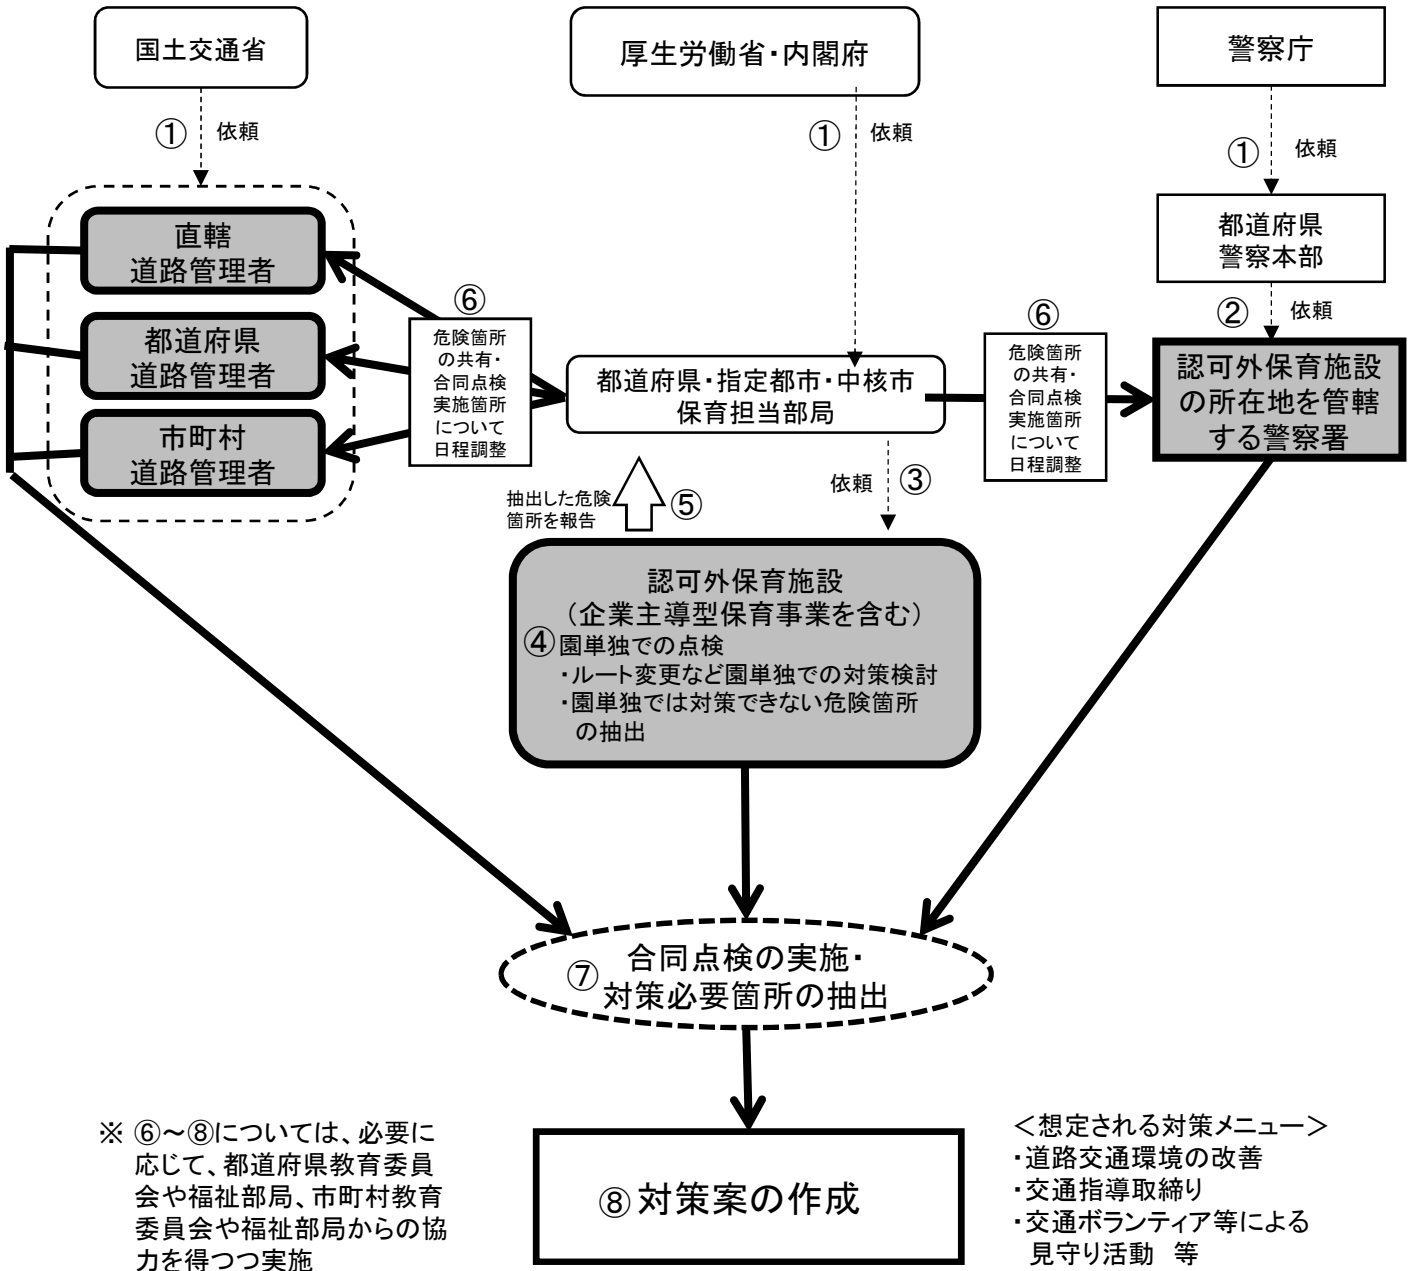 国土交通省
厚生労働省・内閣府
警察庁
① 依頼
① 依頼
① 依頼
直轄
道路管理者
都道府県
道路管理者
市町村
道路管理者
都道府県
警察本部
② 依頼
⑥
危険箇所
の共有・
合同点検
実施箇所
について
日程調整
都道府県・指定都市・中核市
保育担当部局
⑥
危険箇所
の共有・
合同点検
実施箇所
について
日程調整
認可外保育施設
の所在地を管轄
する警察署
抽出した危険
箇所を報告
⑤
依頼 ③
認可外保育施設
（企業主導型保育事業を含む）
④園単独での点検
・ルート変更など園単独での対策検討
・園単独では対策できない危険箇所
の抽出
⑦
合同点検の実施・
対策必要箇所の抽出
⑧対策案の作成
※ ⑥～⑧については、必要に
応じて、都道府県教育委員
会や福祉部局、市町村教育
委員会や福祉部局からの協
力を得つつ実施
＜想定される対策メニュー＞
・道路交通環境の改善
・交通指導取締り
・交通ボランティア等による
見守り活動　等